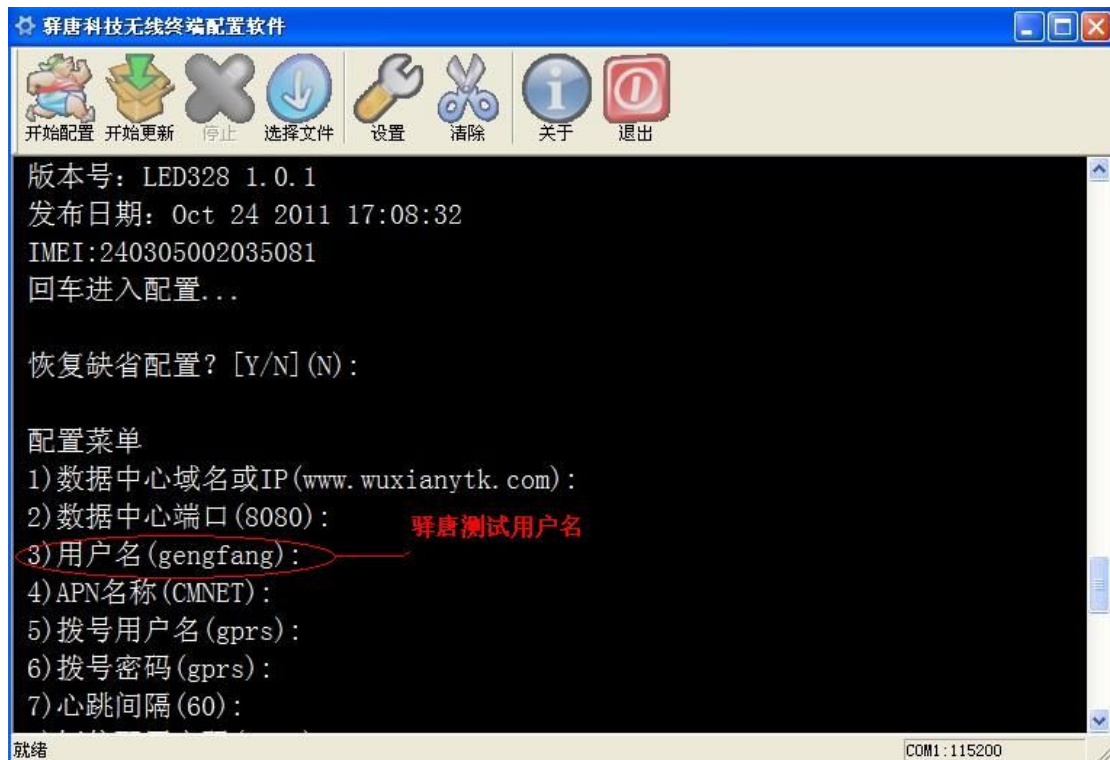 驿唐科技无线终端配置软件
开始配置 开始更新 停止 选择文件 设置 清除 关于 退出
版本号: LED328 1.0.1
发布日期: Oct 24 2011 17:08:32
IMEI:240305002035081
回车进入配置...
恢复缺省配置? [Y/N](N):
配置菜单
1)数据中心域名或IP(www.wuxianytk.com):
2)数据中心端口(8080):
驿唐测试用户名
3)用户名(gengfang):
4)APN名称(CMNET):
5)拨号用户名(gprs):
6)拨号密码(gprs):
7)心跳间隔(60):
就绪 COM1:115200